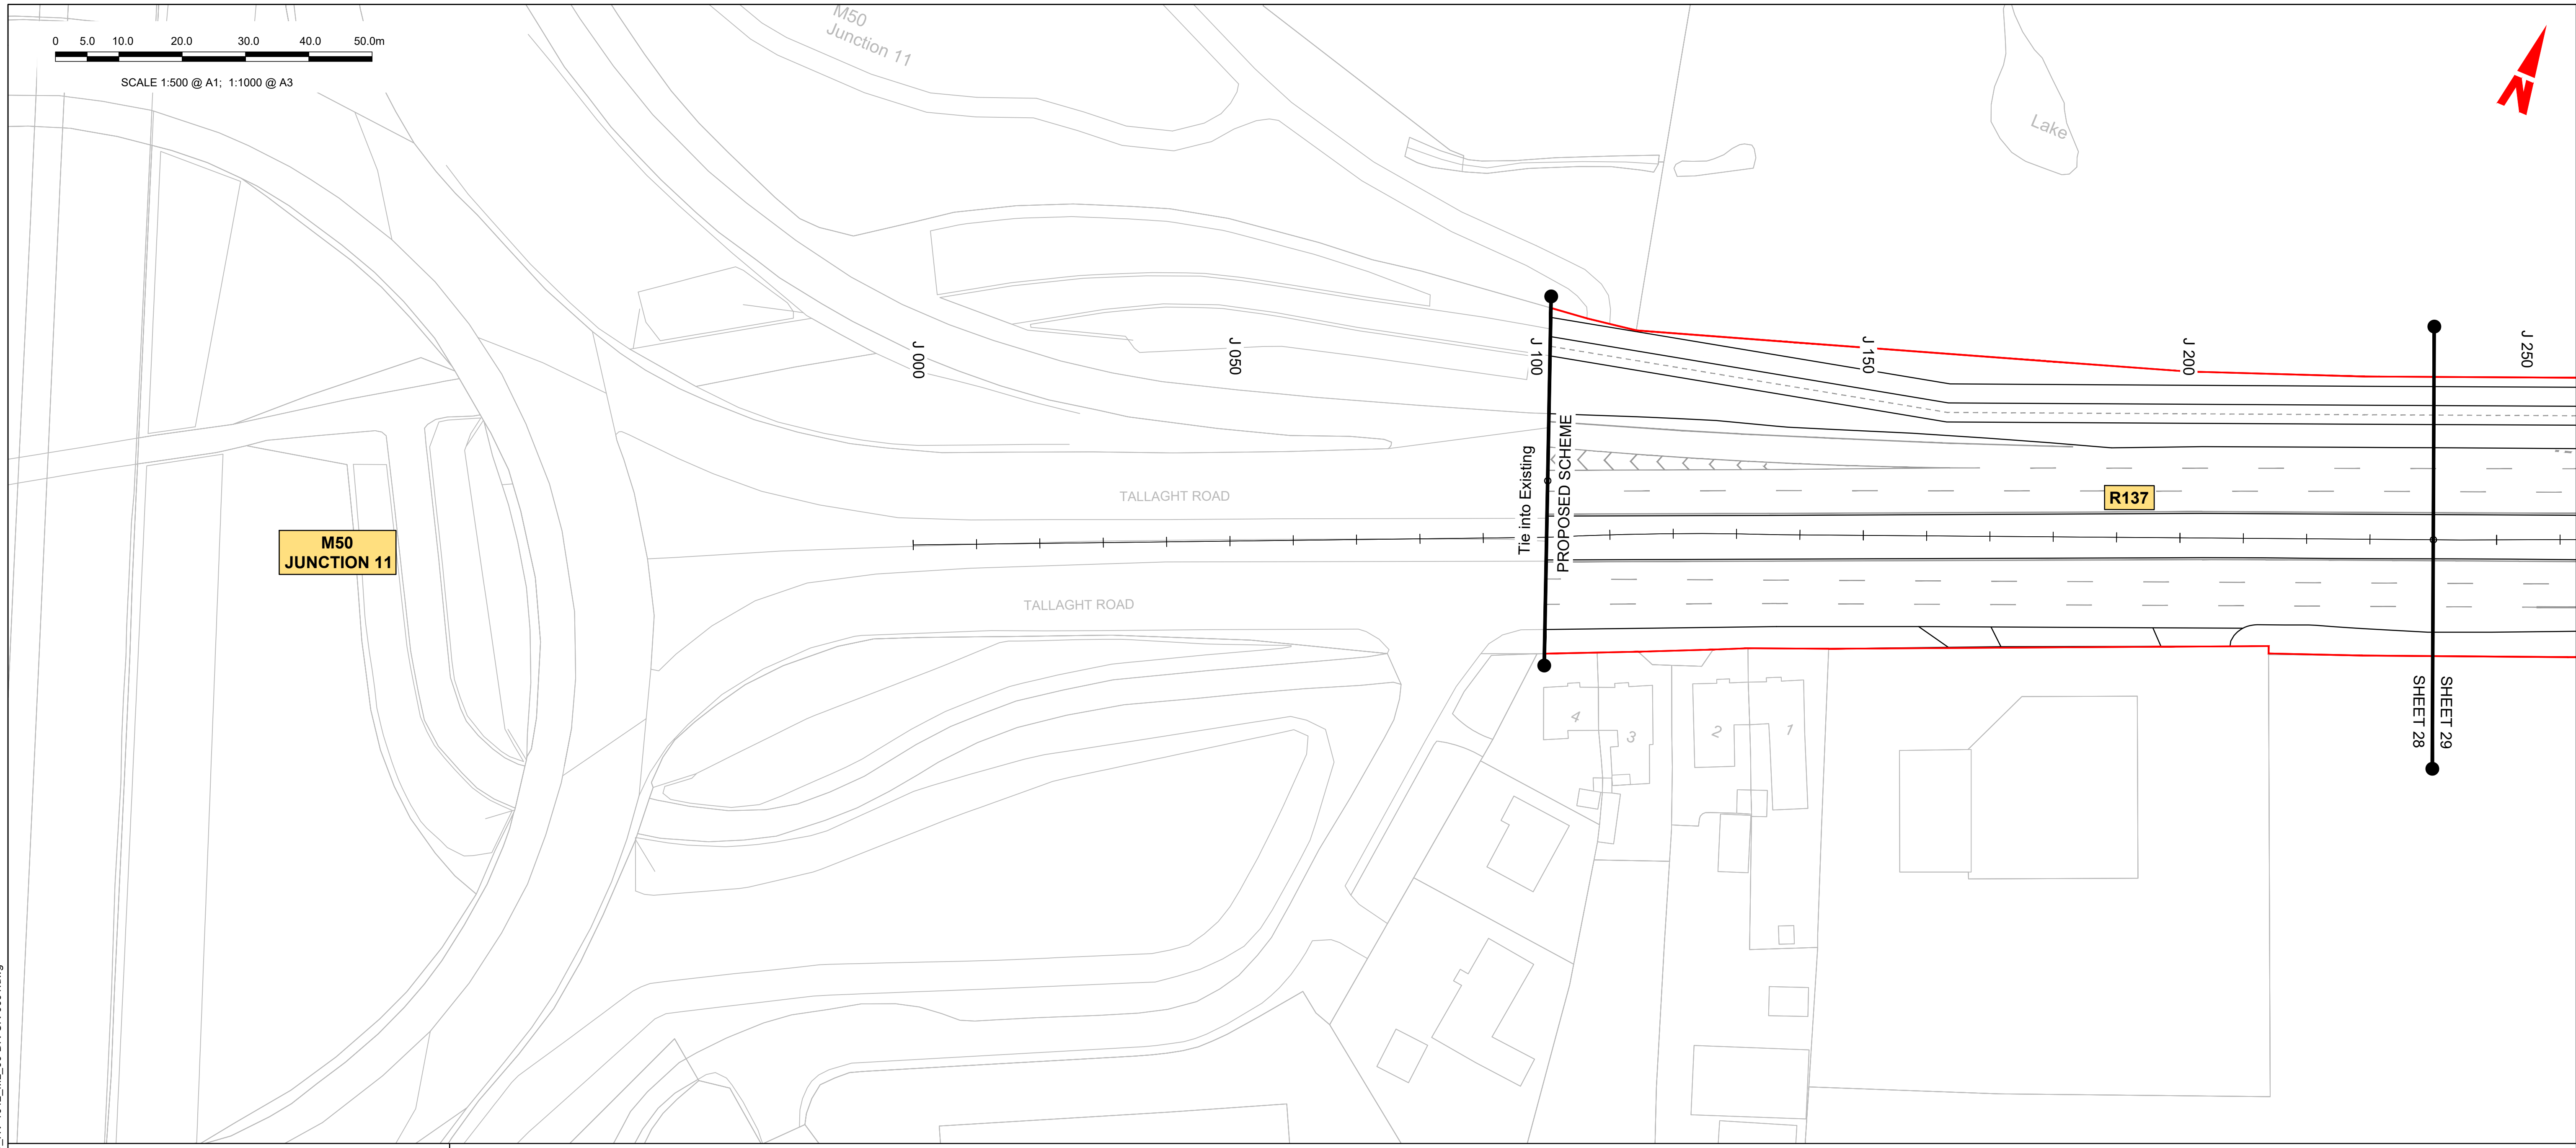 0 5.0 10.0 20.0 30.0 40.0 50.0m
SCALE 1:500 @ A1; 1:1000 @ A3
M50
Junction 11
Lake
N
J 000
J 050
J 100
J 150
J 200
J 250
TALLAGHT ROAD
TALLAGHT ROAD
Tie into Existing
PROPOSED SCHEME
R137
M50
JUNCTION 11
4
3
2
1
SHEET 28
SHEET 29